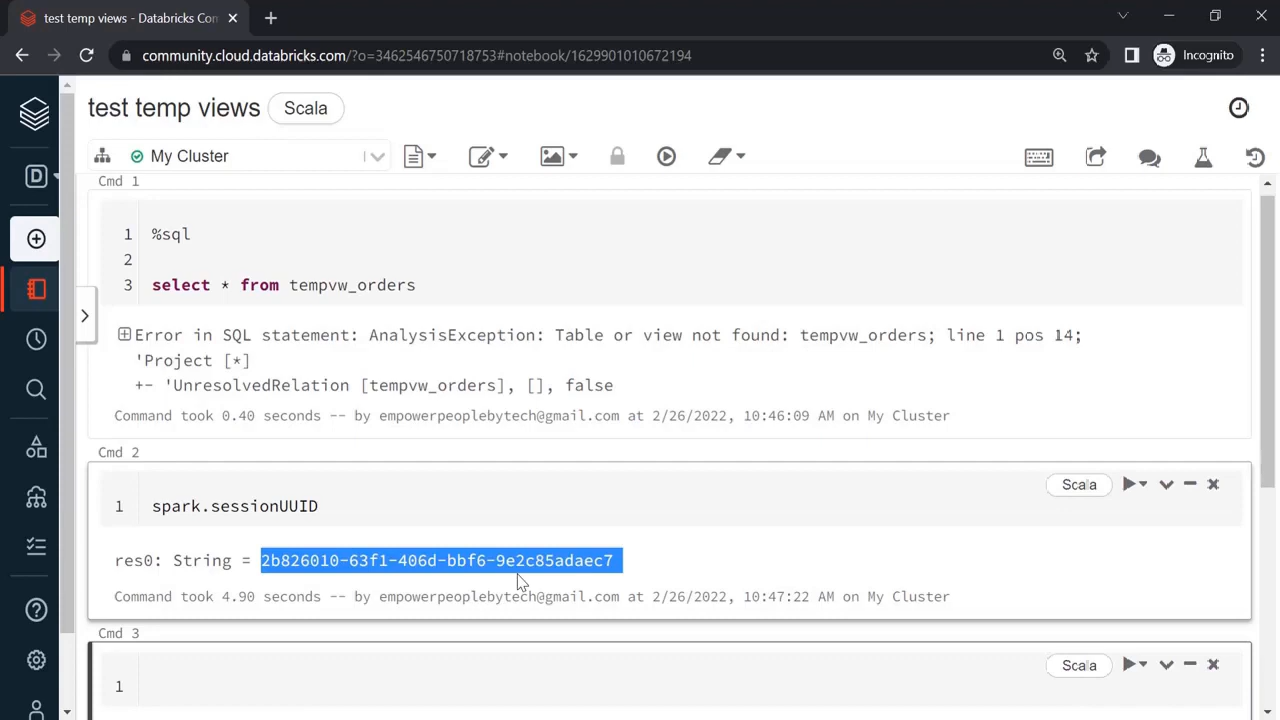 test temp views - Databricks Com
community.cloud.databricks.com/?o=3462546750718753#notebook/1629901010672194
Incognito
test temp views
Scala
D
My Cluster
Cmd 1
1 %sql
2
3 select * from tempvw_orders
Error in SQL statement: AnalysisException: Table or view not found: tempvw_orders; line 1 pos 14;
'Project [*]
+- 'UnresolvedRelation [tempvw_orders], [], false
Command took 0.40 seconds -- by empowerpeoplebytech@gmail.com at 2/26/2022, 10:46:09 AM on My Cluster
Cmd 2
Scala
1 spark.sessionUUID
res0: String = 2b826010-63f1-406d-bbf6-9e2c85adaec7
Command took 4.90 seconds -- by empowerpeoplebytech@gmail.com at 2/26/2022, 10:47:22 AM on My Cluster
Cmd 3
Scala
1